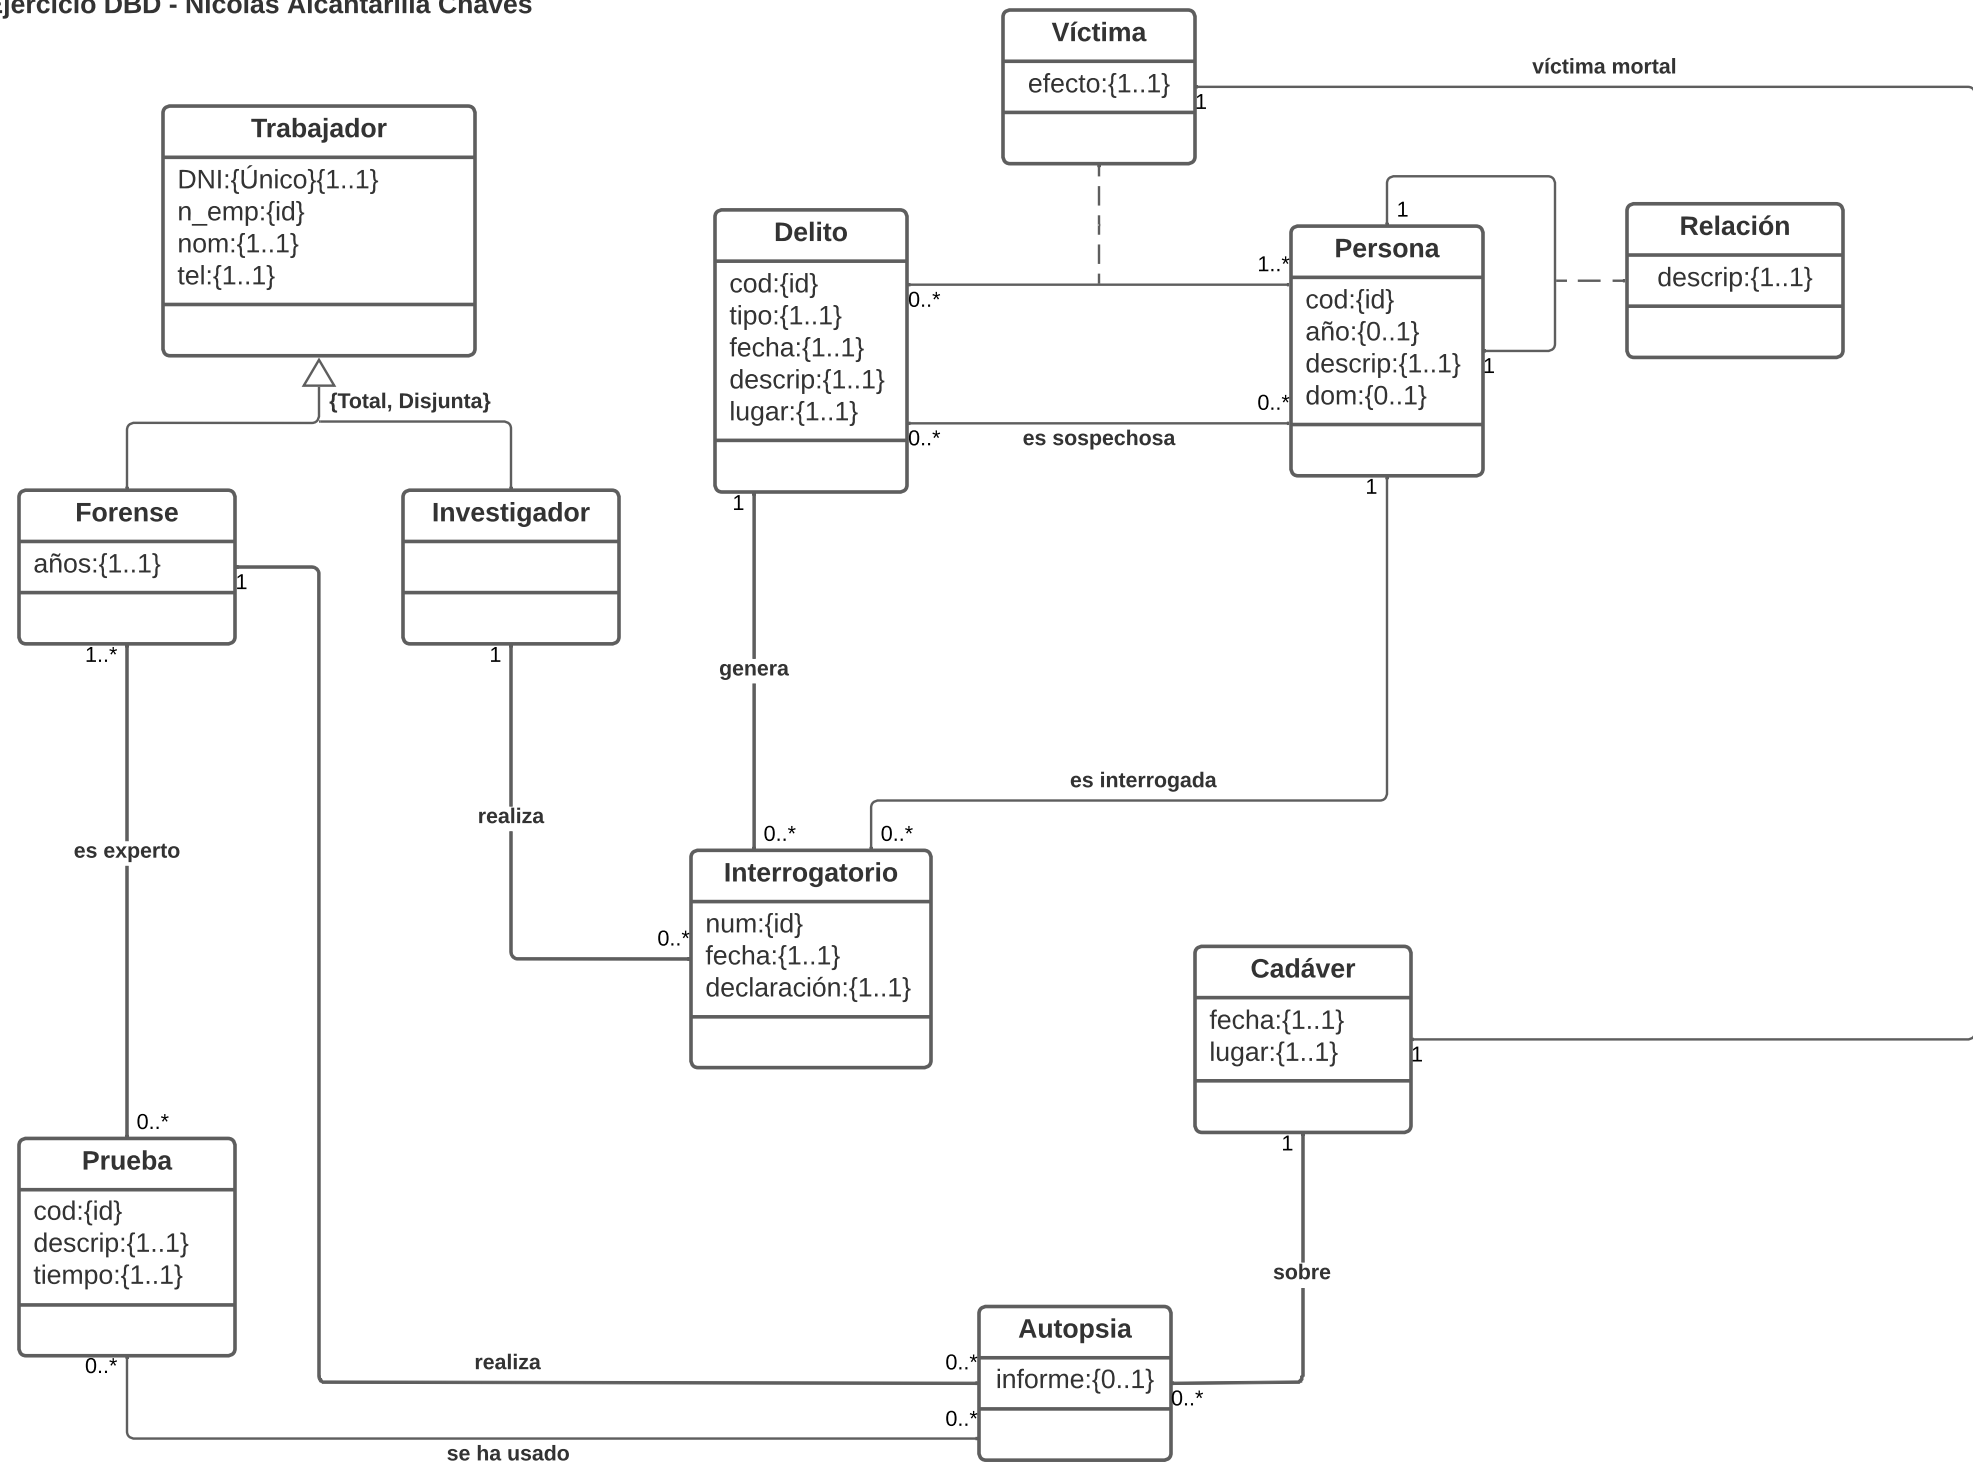 Ejercicio DBD - Nicolás Alcantarilla Chaves
Víctima
efecto:{1..1}
1
víctima mortal
Trabajador
DNI:{Único}{1..1}
n_emp:{id}
nom:{1..1}
tel:{1..1}
{Total, Disjunta}
Delito
cod:{id}
tipo:{1..1}
fecha:{1..1}
descrip:{1..1}
lugar:{1..1}
0..*
1..*
0..*
0..*
es sospechosa
1
Persona
cod:{id}
año:{0..1}
descrip:{1..1}
dom:{0..1}
1
1
1
Relación
descrip:{1..1}
Forense
años:{1..1}
1
1..*
Investigador
1
genera
realiza
es experto
es interrogada
0..*
0..*
Interrogatorio
num:{id}
fecha:{1..1}
declaración:{1..1}
0..*
Cadáver
fecha:{1..1}
lugar:{1..1}
1
1
0..*
Prueba
cod:{id}
descrip:{1..1}
tiempo:{1..1}
0..*
sobre
Autopsia
informe:{0..1}
realiza
0..*
0..*
0..*
se ha usado